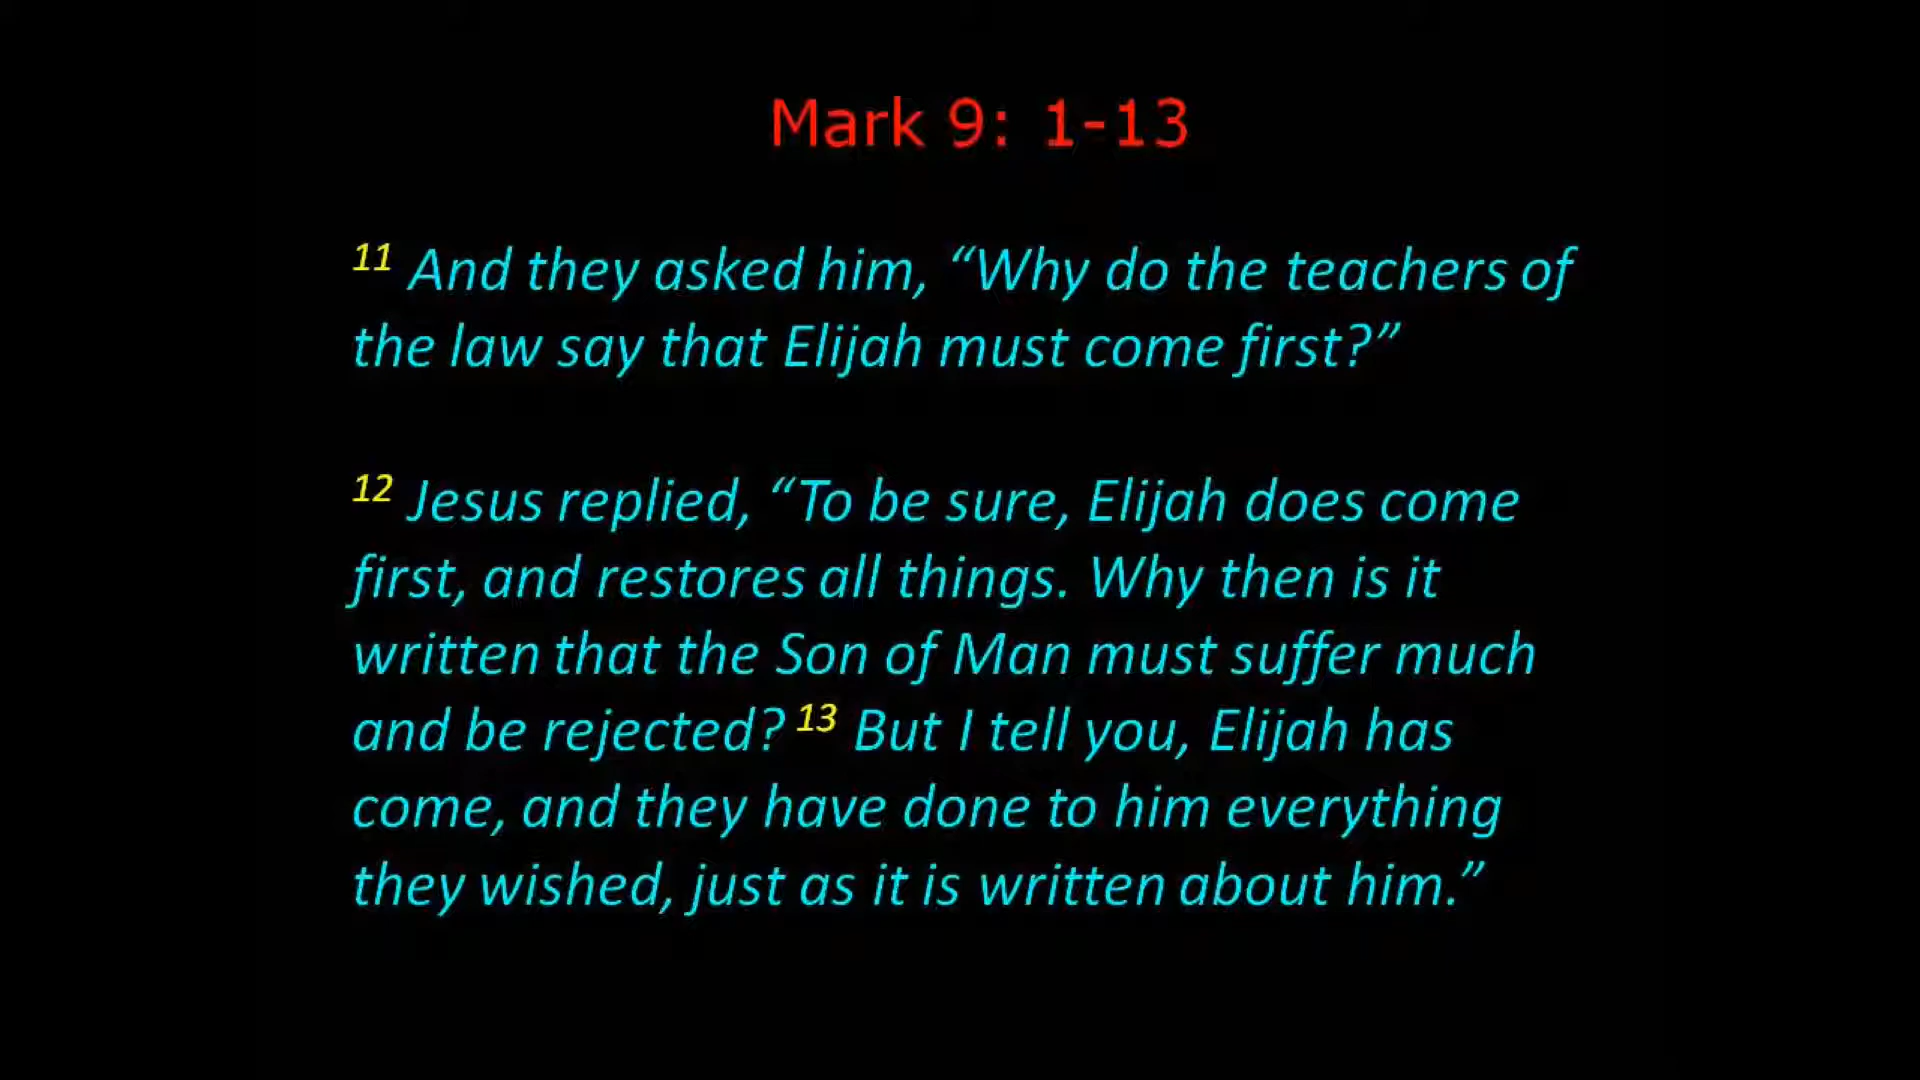 Mark 9: 1-13
11 And they asked him, “Why do the teachers of
the law say that Elijah must come first?”
12 Jesus replied, “To be sure, Elijah does come
first, and restores all things. Why then is it
written that the Son of Man must suffer much
and be rejected? 13 But I tell you, Elijah has
come, and they have done to him everything
they wished, just as it is written about him.”